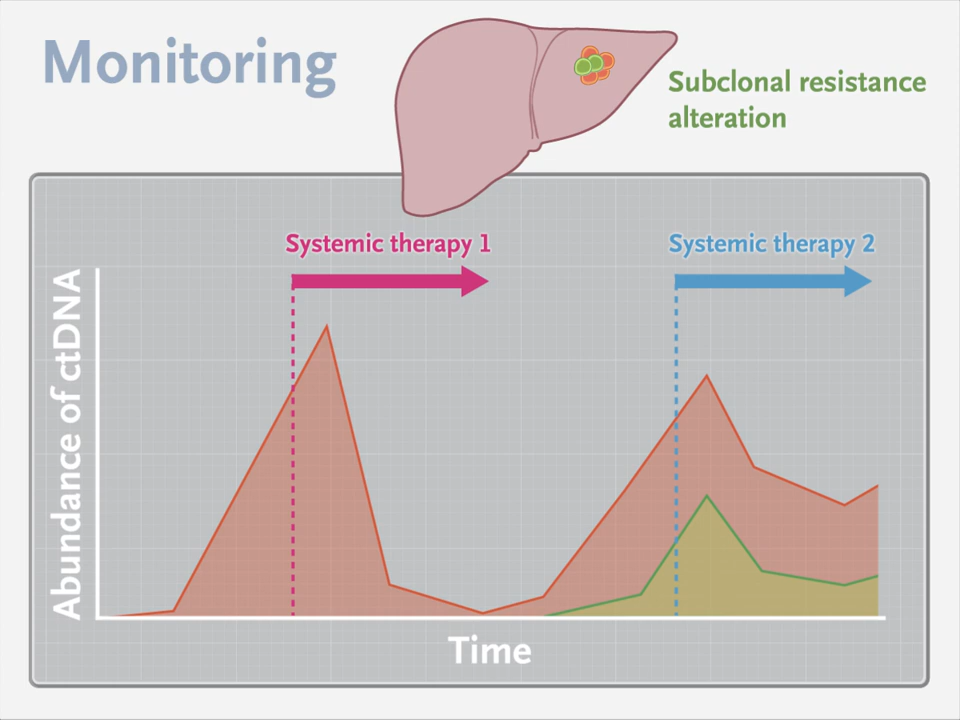 Monitoring
Subclonal resistance
alteration
Systemic therapy 1
Systemic therapy 2
Abundance of ctDNA
Time